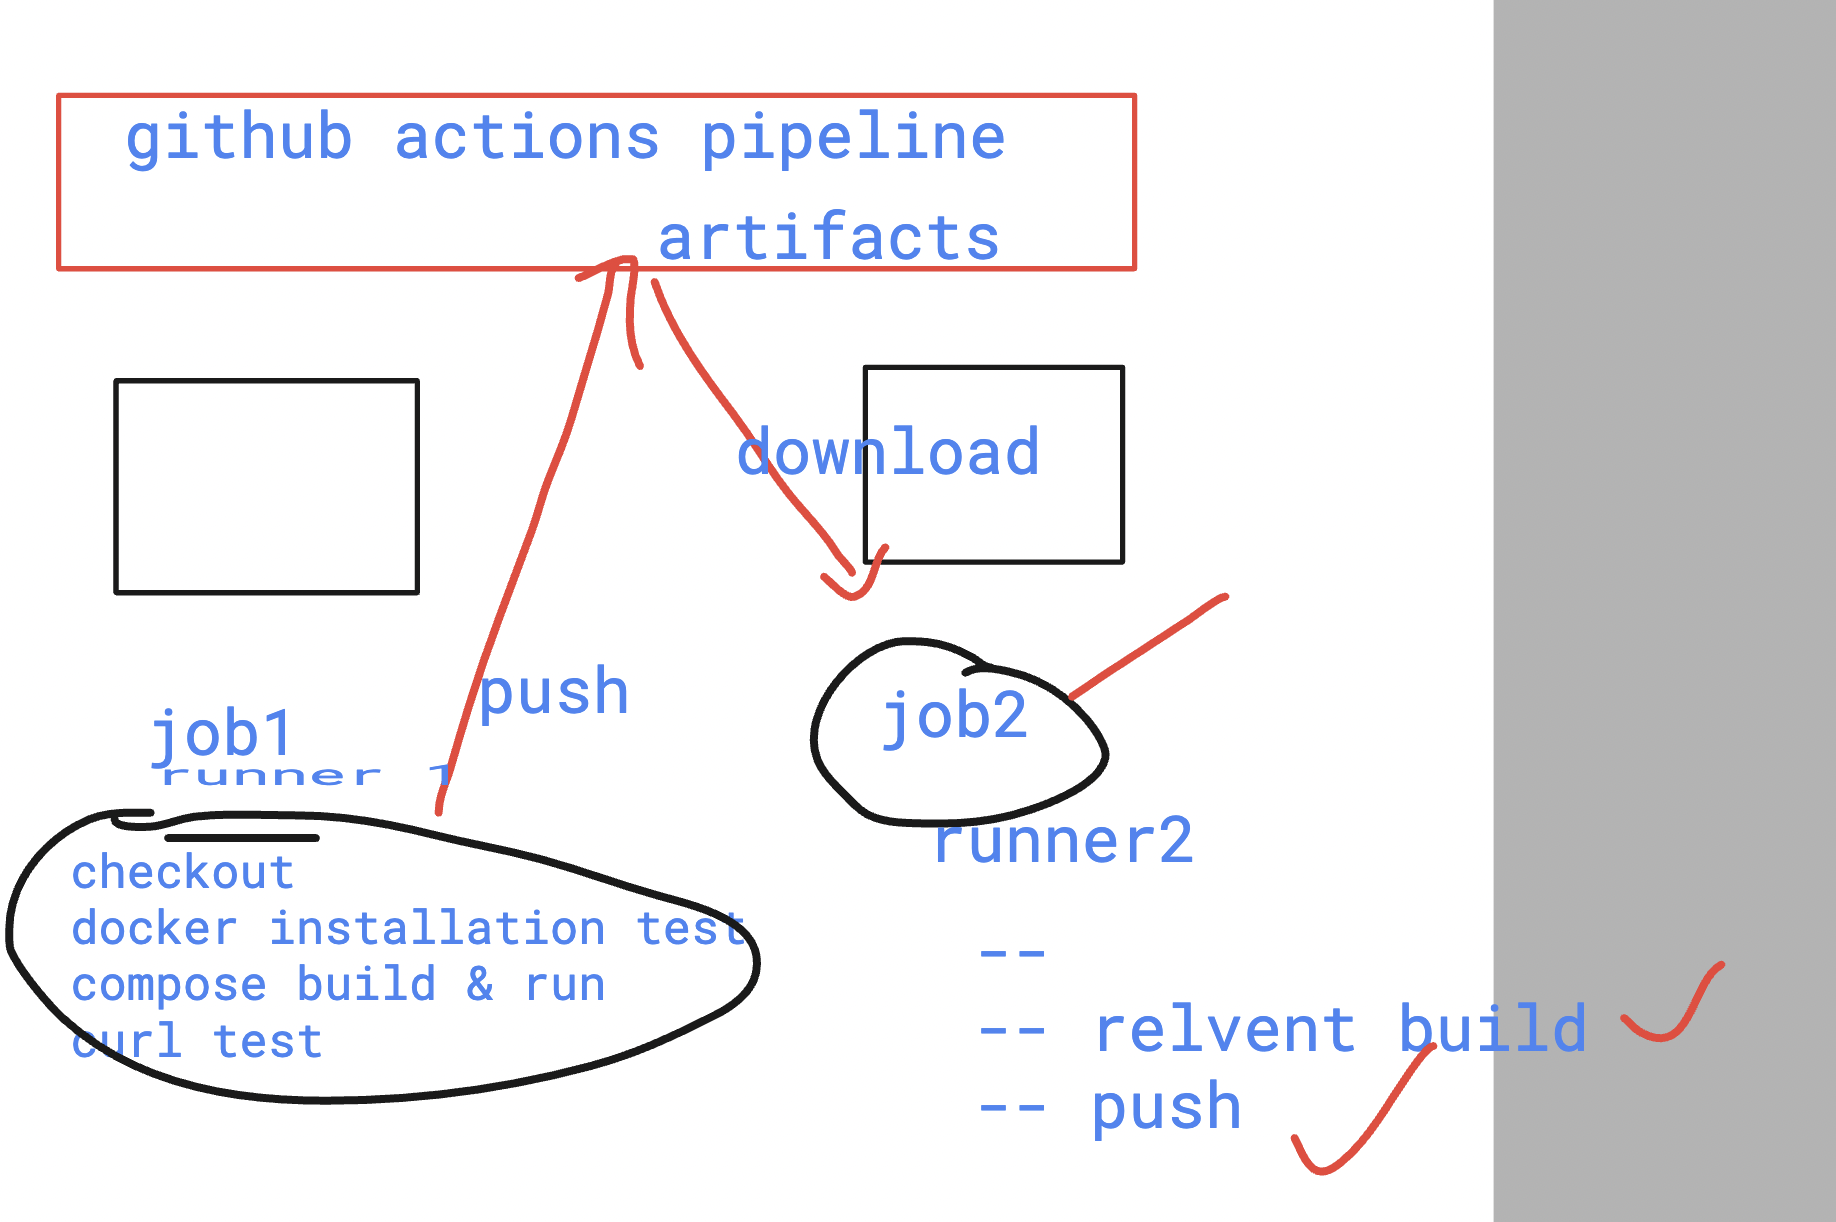 github actions pipeline
artifacts
download
push
job1
runner 1
checkout
docker installation test
compose build & run
curl test
job2
runner2
--
-- relvent build
-- push